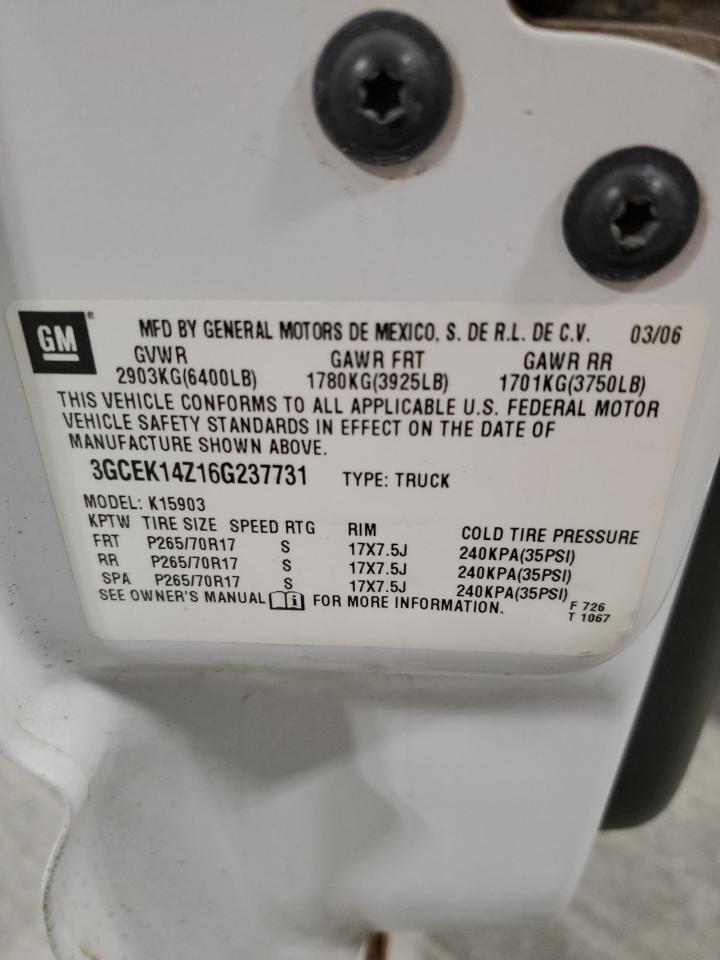 GM®
MFD BY GENERAL MOTORS DE MEXICO, S. DE R.L. DE C.V. 03/06
GVWR GAWR FRT GAWR RR
2903KG(6400LB) 1780KG(3925LB) 1701KG(3750LB)
THIS VEHICLE CONFORMS TO ALL APPLICABLE U.S. FEDERAL MOTOR
VEHICLE SAFETY STANDARDS IN EFFECT ON THE DATE OF
MANUFACTURE SHOWN ABOVE.
3GCEK14Z16G237731 TYPE: TRUCK
MODEL: K15903
KPTW TIRE SIZE SPEED RTG RIM COLD TIRE PRESSURE
FRT P265/70R17 S 17X7.5J 240KPA(35PSI)
RR P265/70R17 S 17X7.5J 240KPA(35PSI)
SPA P265/70R17 S 17X7.5J 240KPA(35PSI)
SEE OWNER'S MANUAL i FOR MORE INFORMATION.
F 726
T 1067